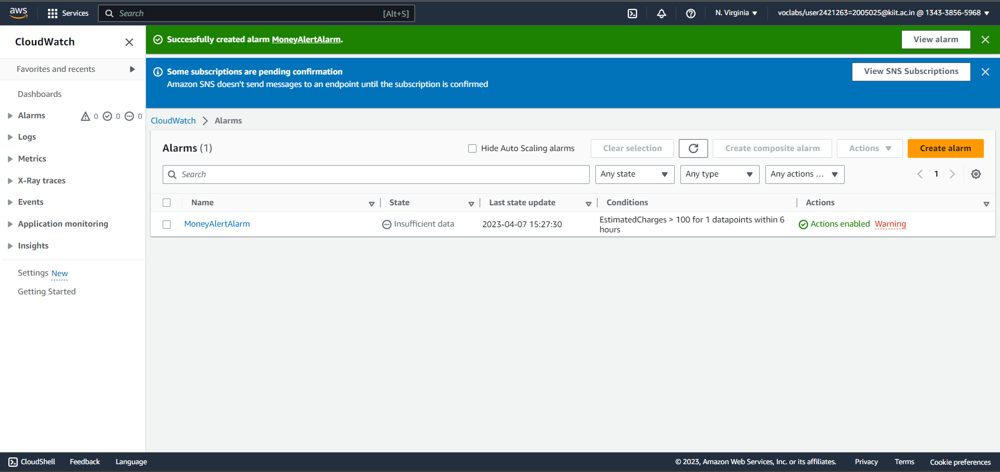 aws
Services
Search [Alt+S]
N. Virginia
voclabs/user2421263=2005025@kiit.ac.in @ 1343-3856-5968
CloudWatch
Favorites and recents
Dashboards
Alarms 0 0 0
Logs
Metrics
X-Ray traces
Events
Application monitoring
Insights
Settings New
Getting Started
Successfully created alarm MoneyAlertAlarm.
View alarm
Some subscriptions are pending confirmation
Amazon SNS doesn't send messages to an endpoint until the subscription is confirmed
View SNS Subscriptions
CloudWatch Alarms
Alarms (1)
Hide Auto Scaling alarms
Clear selection
Create composite alarm
Actions
Create alarm
Search
Any state
Any type
Any actions ...
1
Name State Last state update Conditions Actions
MoneyAlertAlarm Insufficient data 2023-04-07 15:27:30 EstimatedCharges > 100 for 1 datapoints within 6
hours
Actions enabled Warning
CloudShell Feedback Language
© 2023, Amazon Web Services, Inc. or its affiliates. Privacy Terms Cookie preferences